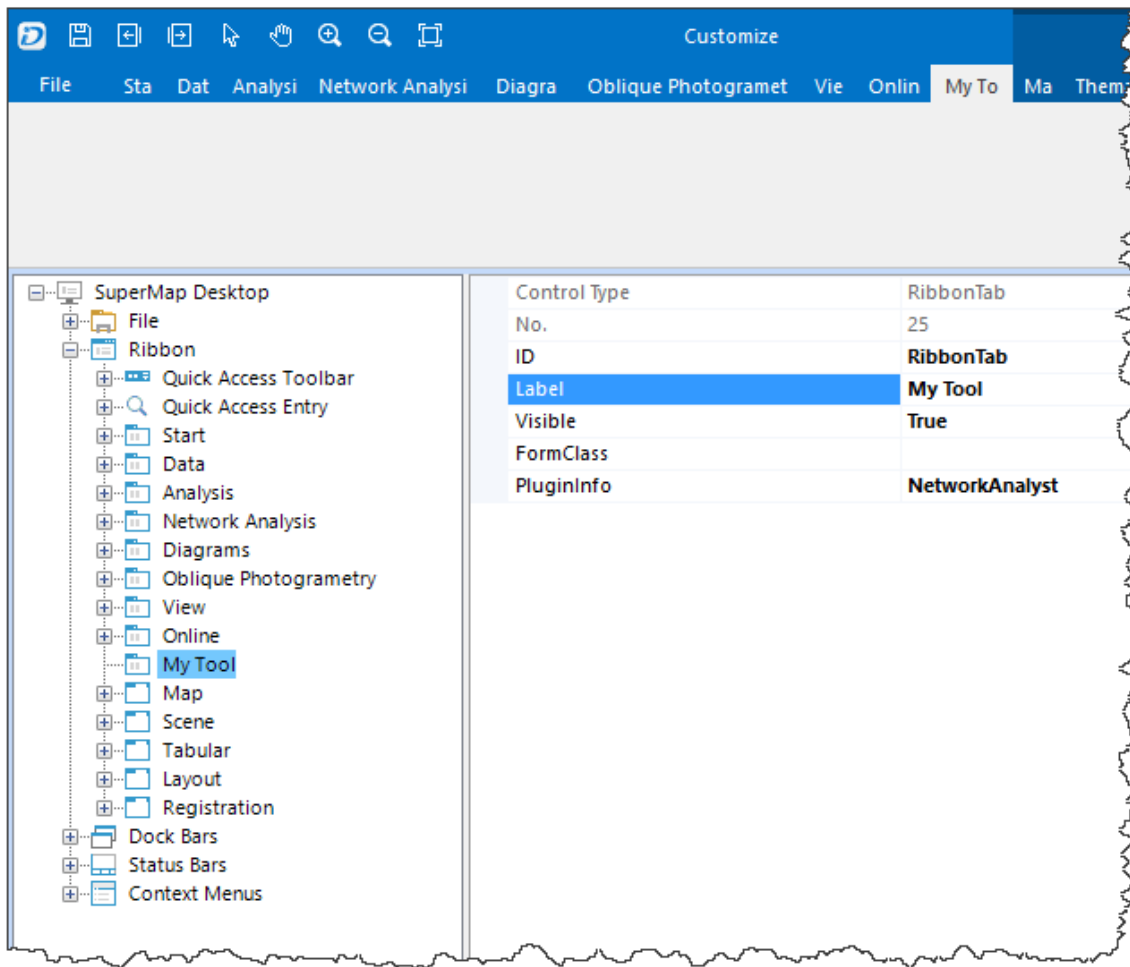 Customize
File Sta Dat Analysi Network Analysi Diagra Oblique Photogramet Vie Onlin My To Ma Them
SuperMap Desktop
File
Ribbon
Quick Access Toolbar
Quick Access Entry
Start
Data
Analysis
Network Analysis
Diagrams
Oblique Photogrametry
View
Online
My Tool
Map
Scene
Tabular
Layout
Registration
Dock Bars
Status Bars
Context Menus
Control Type RibbonTab
No. 25
ID RibbonTab
Label My Tool
Visible True
FormClass
PluginInfo NetworkAnalyst